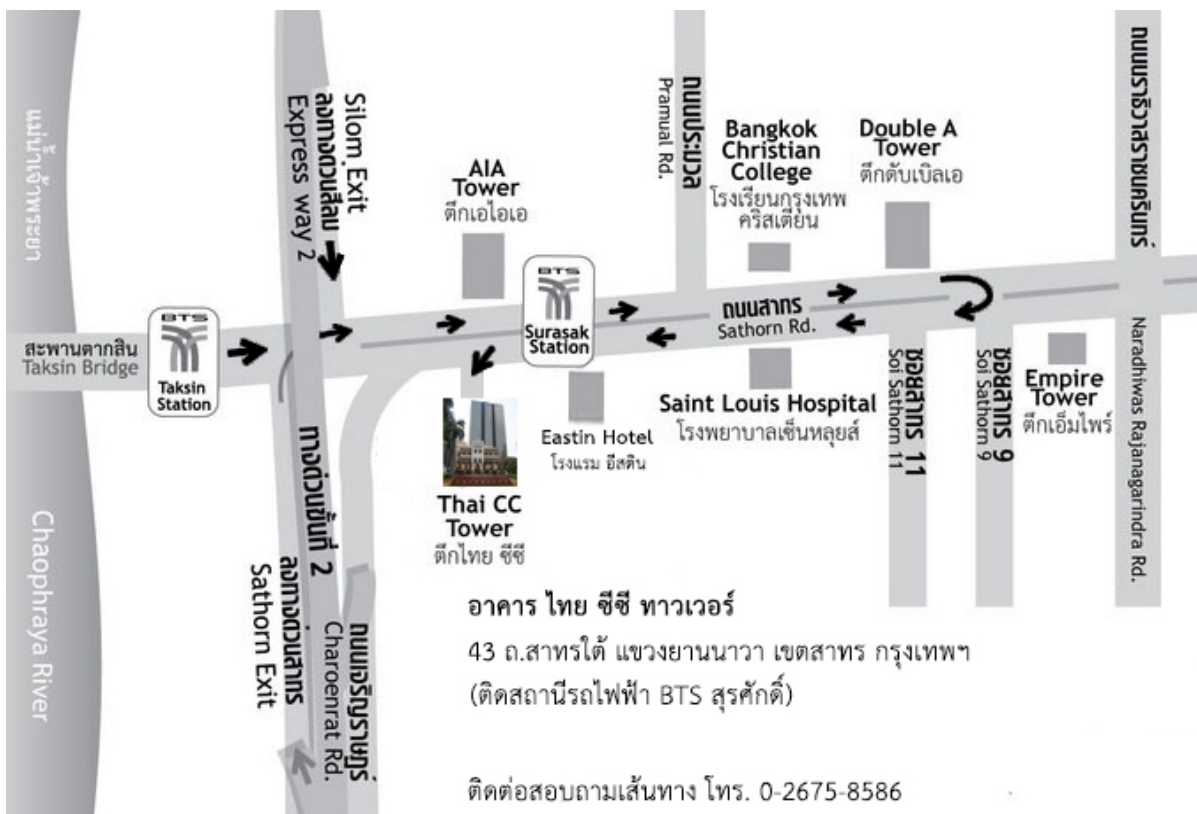 แม่น้ำเจ้าพระยา
Chaophraya River
สะพานตากสิน
Taksin Bridge
BTS
Taksin
Station
Silom Exit
ลงทางด่วนสีลม
Express way 2
ทางด่วนขั้นที่ 2
ลงทางด่วนสาทร
Sathorn Exit
ถนนเจริญราษฎร์
Charoenrat Rd.
AIA
Tower
ตึกเอไอเอ
BTS
Surasak
Station
ถนนประมวล
Pramual Rd.
Bangkok
Christian
College
โรงเรียนกรุงเทพ
คริสเตียน
Double A
Tower
ตึกดับเบิลเอ
ถนนนราธิวาสราชนครินทร์
Naradhiwas Rajanagarindra Rd.
ถนนสาทร
Sathorn Rd.
Thai CC
Tower
ตึกไทย ซีซี
Eastin Hotel
โรงแรม อีสติน
Saint Louis Hospital
โรงพยาบาลเซ็นหลุยส์
ซอยสาทร 11
Soi Sathorn 11
ซอยสาทร 9
Soi Sathorn 9
Empire
Tower
ตึกเอ็มไพร์
อาคาร ไทย ซีซี ทาวเวอร์
43 ถ.สาทรใต้ แขวงยานนาวา เขตสาทร กรุงเทพฯ
(ติดสถานีรถไฟฟ้า BTS สุรศักดิ์)
ติดต่อสอบถามเส้นทาง โทร. 0-2675-8586